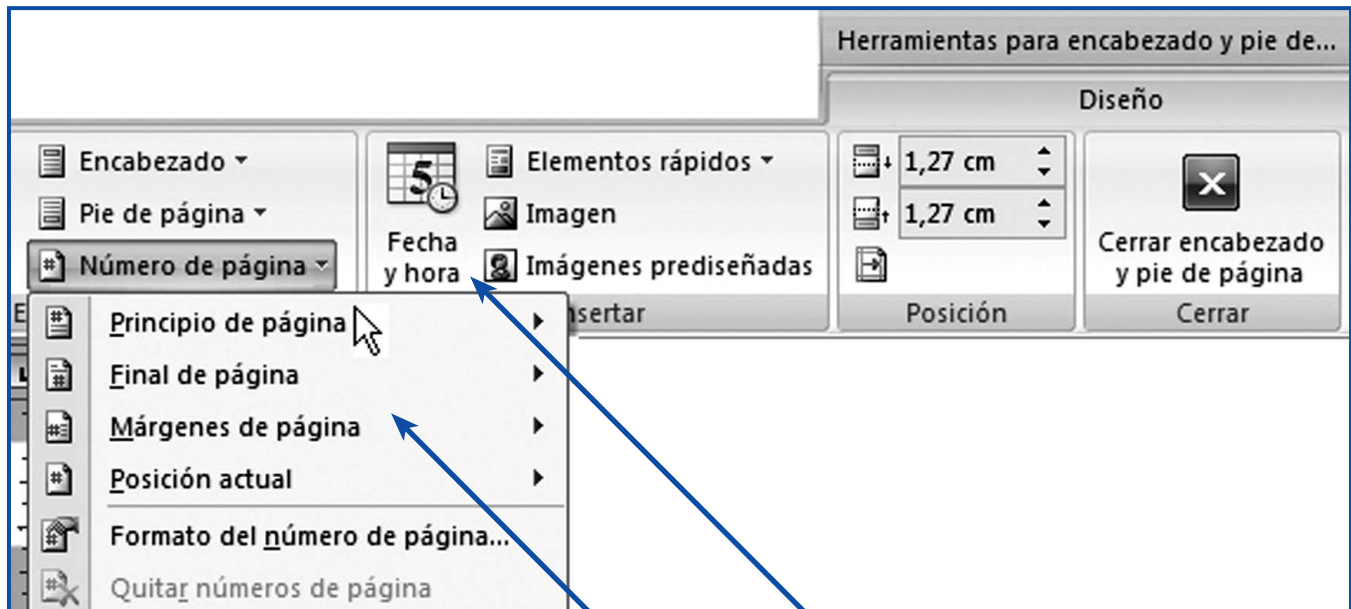 Herramientas para encabezado y pie de...
Diseño
Encabezado
Pie de página
Número de página
Fecha
y hora
Elementos rápidos
Imagen
Imágenes prediseñadas
1,27 cm
1,27 cm
Cerrar encabezado
y pie de página
Posición
Cerrar
Principio de página
Final de página
Márgenes de página
Posición actual
Formato del número de página...
Quitar números de página